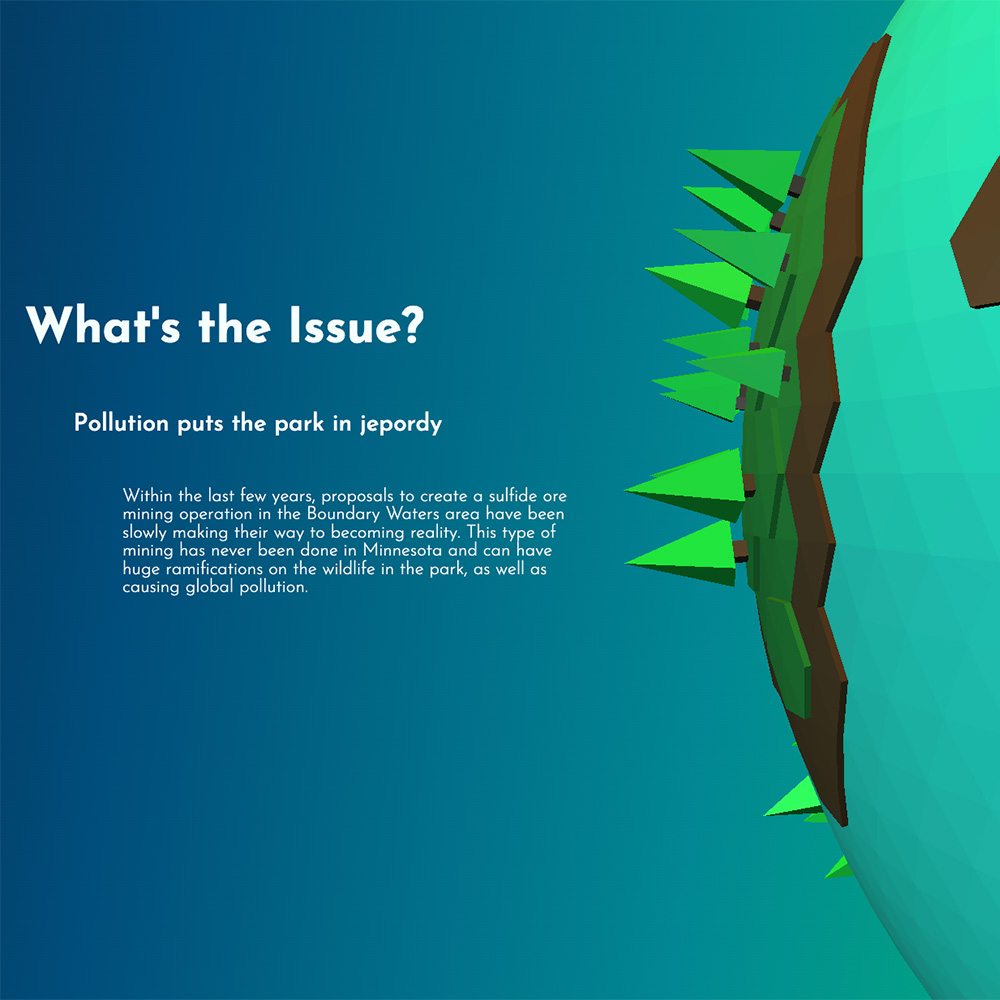 What's the Issue?
Pollution puts the park in jepordy
Within the last few years, proposals to create a sulfide ore
mining operation in the Boundary Waters area have been
slowly making their way to becoming reality. This type of
mining has never been done in Minnesota and can have
huge ramifications on the wildlife in the park, as well as
causing global pollution.